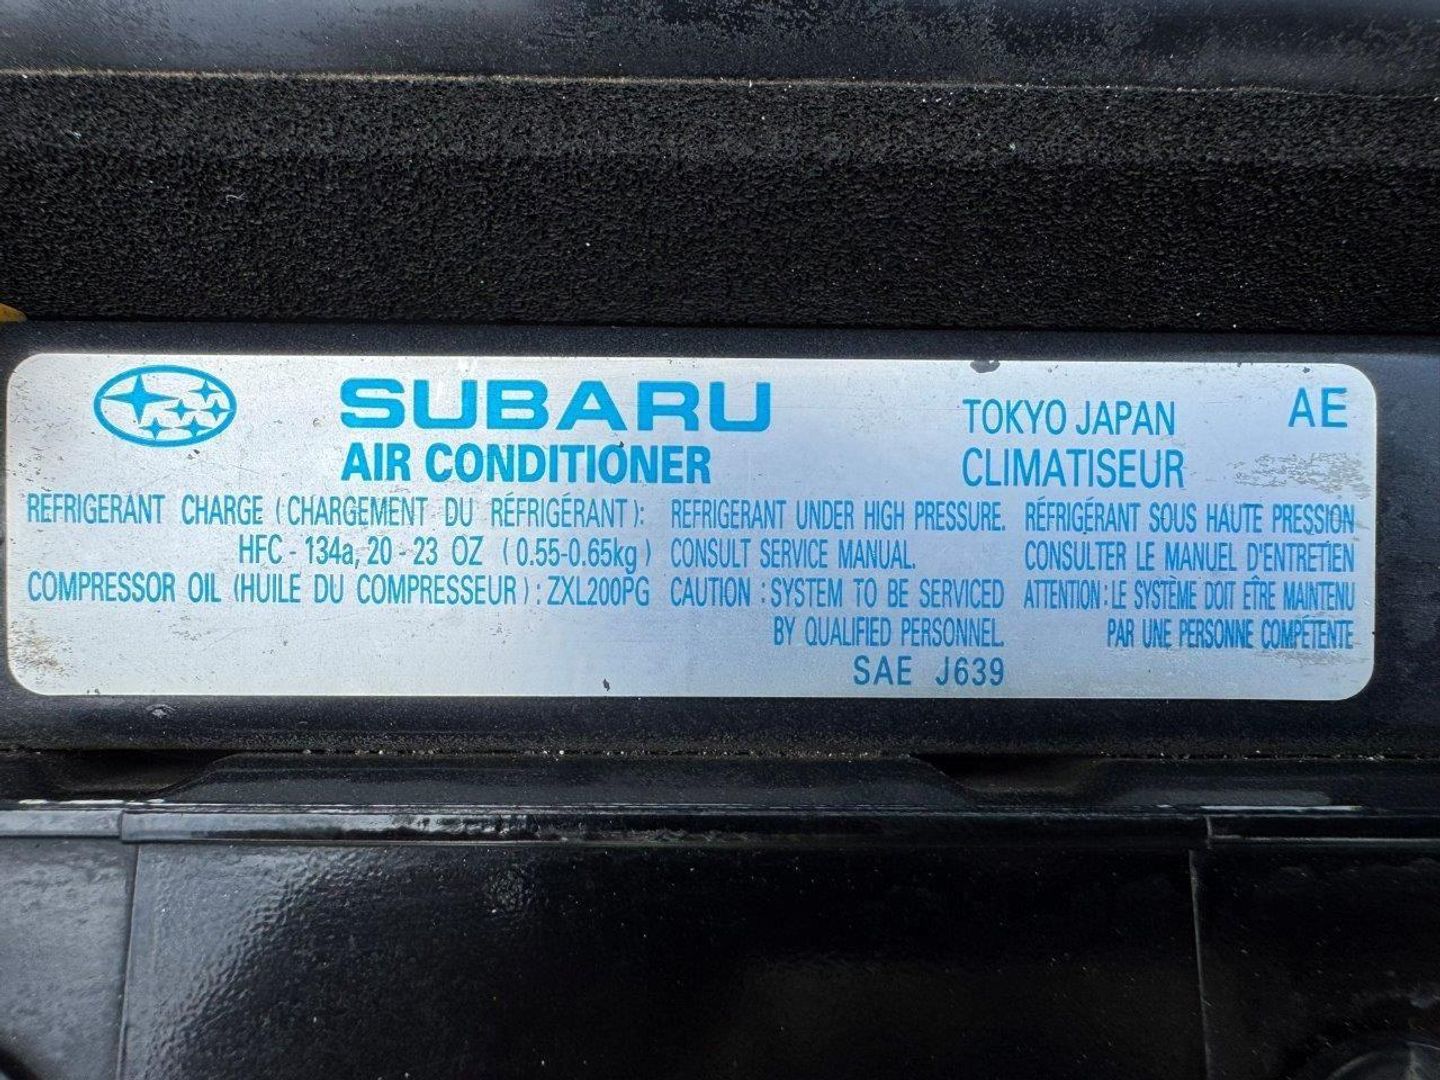 SUBARU
AIR CONDITIONER
TOKYO JAPAN
CLIMATISEUR
AE
REFRIGERANT CHARGE (CHARGEMENT DU RÉFRIGÉRANT):
HFC - 134a, 20 - 23 OZ (0.55-0.65kg)
COMPRESSOR OIL (HUILE DU COMPRESSEUR): ZXL200PG
REFRIGERANT UNDER HIGH PRESSURE.
CONSULT SERVICE MANUAL.
CAUTION : SYSTEM TO BE SERVICED
BY QUALIFIED PERSONNEL.
SAE J639
RÉFRIGÉRANT SOUS HAUTE PRESSION
CONSULTER LE MANUEL D'ENTRETIEN
ATTENTION : LE SYSTÈME DOIT ETRE MAINTENU
PAR UNE PERSONNE COMPÉTENTE